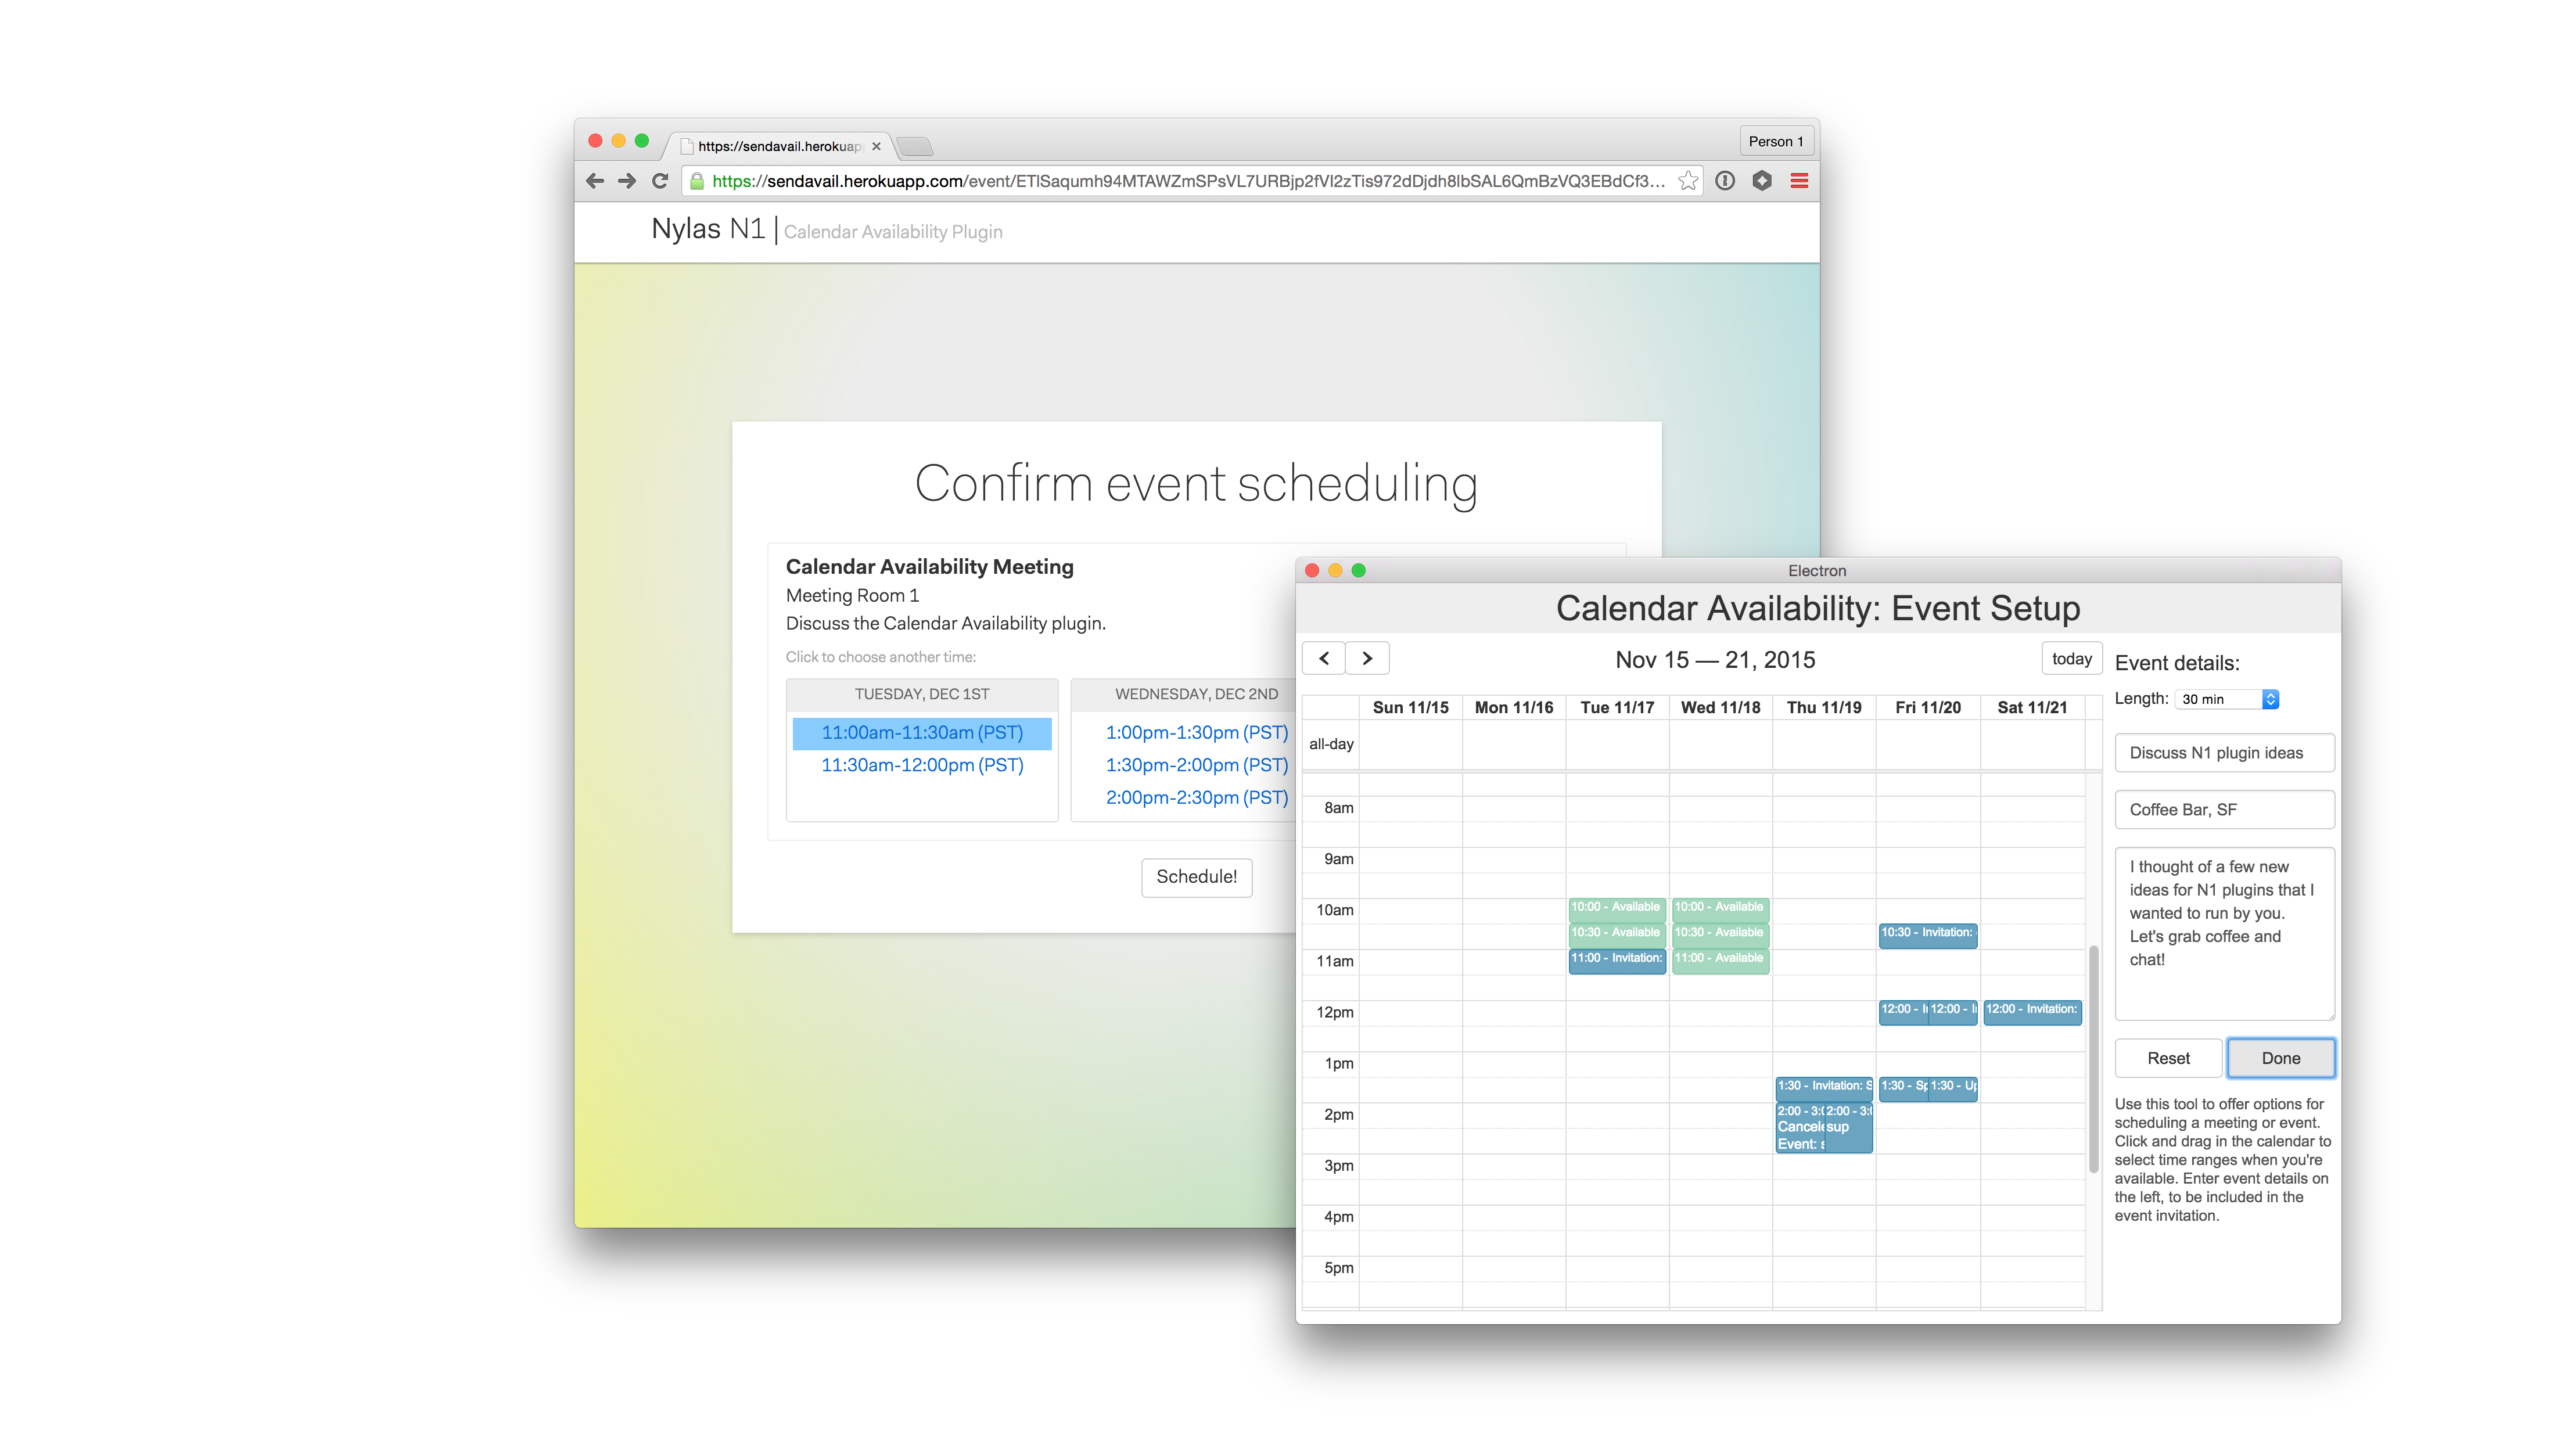 https://sendavail.herokuap
Person 1
https://sendavail.herokuapp.com/event/ETlSaqumh94MTAWZmSPsVL7URBjp2fVl2zTis972dDjdh8lbSAL6QmBzVQ3EBdCf3...
Nylas N1 | Calendar Availability Plugin
Confirm event scheduling
Calendar Availability Meeting
Meeting Room 1
Discuss the Calendar Availability plugin.
Click to choose another time:
TUESDAY, DEC 1ST
11:00am-11:30am (PST)
11:30am-12:00pm (PST)
WEDNESDAY, DEC 2ND
1:00pm-1:30pm (PST)
1:30pm-2:00pm (PST)
2:00pm-2:30pm (PST)
Schedule!
Electron
Calendar Availability: Event Setup
Nov 15 — 21, 2015
today
Sun 11/15 Mon 11/16 Tue 11/17 Wed 11/18 Thu 11/19 Fri 11/20 Sat 11/21
all-day
8am
9am
10am
10:00 - Available 10:00 - Available
10:30 - Available 10:30 - Available 10:30 - Invitation:
11am
11:00 - Invitation: 11:00 - Available
12pm
12:00 - 12:00 - 12:00 - Invitation:
1pm
1:30 - Invitation: S 1:30 - Sp 1:30 - Up
2pm
2:00 - 3:0 2:00 - 3:0
Cancele sup
Event: s
3pm
4pm
5pm
Event details:
Length: 30 min
Discuss N1 plugin ideas
Coffee Bar, SF
I thought of a few new
ideas for N1 plugins that I
wanted to run by you.
Let's grab coffee and
chat!
Reset
Done
Use this tool to offer options for
scheduling a meeting or event.
Click and drag in the calendar to
select time ranges when you're
available. Enter event details on
the left, to be included in the
event invitation.